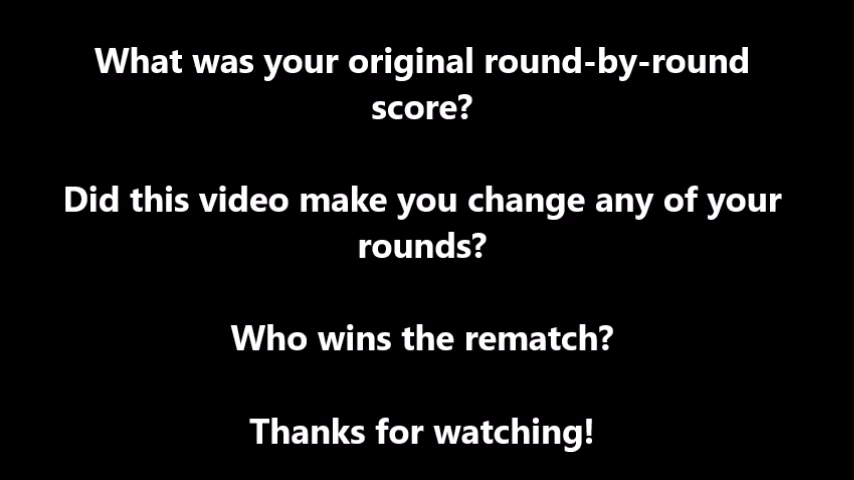 What was your original round-by-round
score?
Did this video make you change any of your
rounds?
Who wins the rematch?
Thanks for watching!